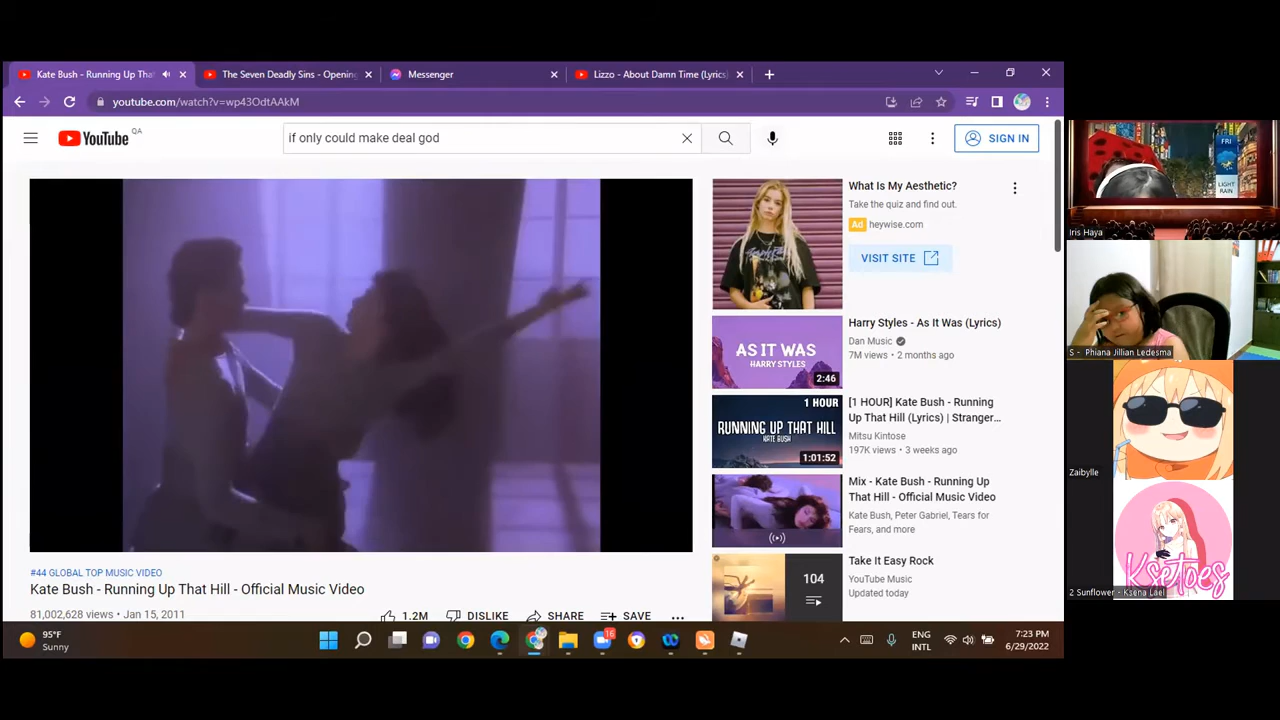 Kate Bush - Running Up That
The Seven Deadly Sins - Opening
Messenger
Lizzo - About Damn Time (Lyrics)
youtube.com/watch?v=wp43OdtAAkM
YouTube QA
if only could make deal god
SIGN IN
What Is My Aesthetic?
Take the quiz and find out.
Ad heywise.com
VISIT SITE
AS IT WAS
HARRY STYLES
2:46
Harry Styles - As It Was (Lyrics)
Dan Music
7M views • 2 months ago
1 HOUR
RUNNING UP THAT HILL
KATE BUSH
1:01:52
[1 HOUR] Kate Bush - Running
Up That Hill (Lyrics) | Stranger...
Mitsu Kintose
197K views • 3 weeks ago
Mix - Kate Bush - Running Up
That Hill - Official Music Video
Kate Bush, Peter Gabriel, Tears for
Fears, and more
104
Take It Easy Rock
YouTube Music
Updated today
#44 GLOBAL TOP MUSIC VIDEO
Kate Bush - Running Up That Hill - Official Music Video
81,002,628 views • Jan 15, 2011
1.2M
DISLIKE
SHARE
SAVE
95°F
Sunny
16
ENG
INTL
7:23 PM
6/29/2022
FRI
LIGHT
RAIN
Iris Haya
S - Phiana Jillian Ledesma
Zaibylle
Ksetoes
2 Sunflower - Ksena Lael